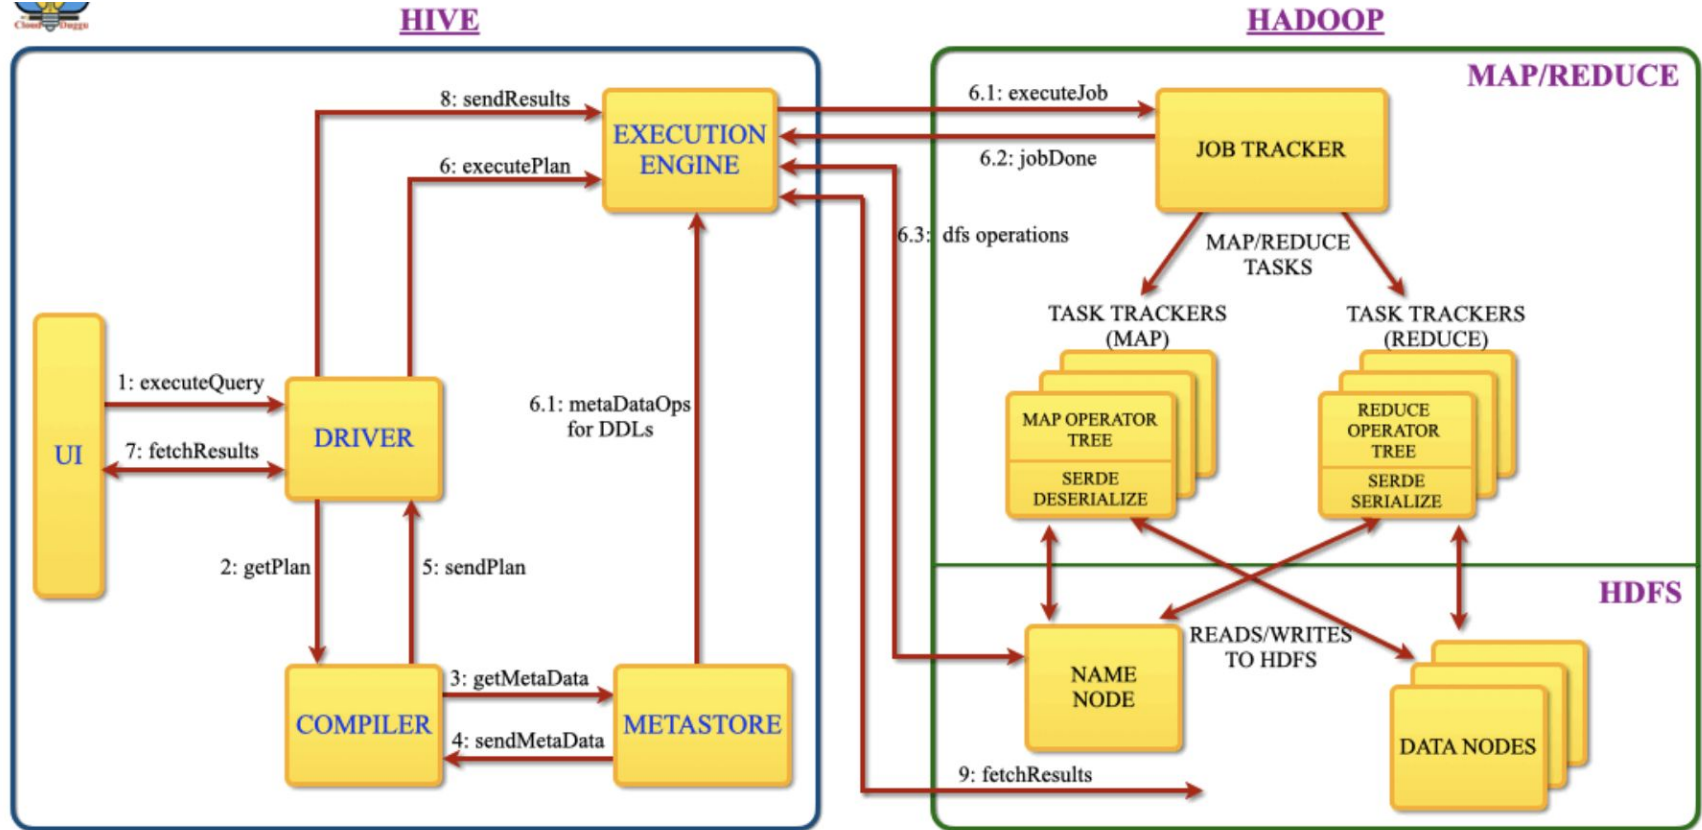 Cloud Duggu
HIVE
HADOOP
MAP/REDUCE
8: sendResults
EXECUTION
ENGINE
6: executePlan
6.1: executeJob
6.2: jobDone
JOB TRACKER
6.3: dfs operations
MAP/REDUCE
TASKS
TASK TRACKERS
(MAP)
TASK TRACKERS
(REDUCE)
UI
1: executeQuery
7: fetchResults
DRIVER
6.1: metaDataOps
for DDLs
MAP OPERATOR
TREE
SERDE
DESERIALIZE
REDUCE
OPERATOR
TREE
SERDE
SERIALIZE
2: getPlan
5: sendPlan
HDFS
READS/WRITES
TO HDFS
COMPILER
3: getMetaData
4: sendMetaData
METASTORE
NAME
NODE
DATA NODES
9: fetchResults